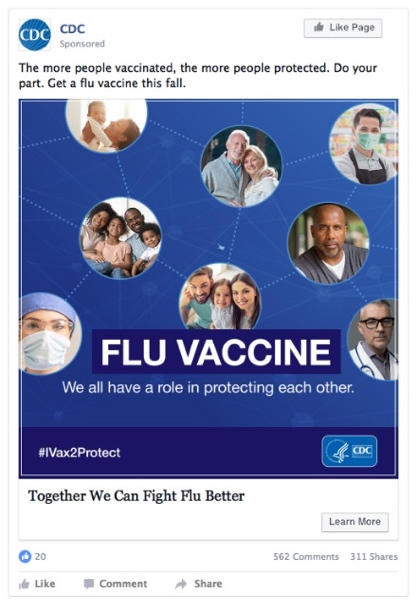 CDC
CDC
Like Page
Sponsored
The more people vaccinated, the more people protected. Do your
part. Get a flu vaccine this fall.
FLU VACCINE
We all have a role in protecting each other.
#IVax2Protect
CDC
Together We Can Fight Flu Better
Learn More
20
562 Comments 311 Shares
Like Comment Share